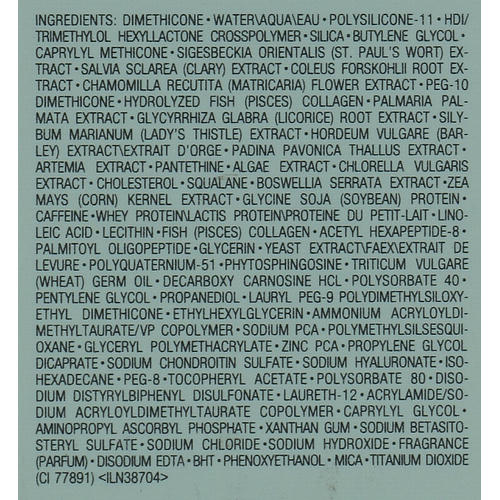 INGREDIENTS: DIMETHICONE • WATER\AQUA\EAU • POLYSILICONE-11 • HDI/
TRIMETHYLOL HEXYLLACTONE CROSSPOLYMER • SILICA • BUTYLENE GLYCOL •
CAPRYLYL METHICONE • SIGESBECKIA ORIENTALIS (ST. PAUL'S WORT) EX-
TRACT • SALVIA SCLAREA (CLARY) EXTRACT • COLEUS FORSKOHLII ROOT EX-
TRACT • CHAMOMILLA RECUTITA (MATRICARIA) FLOWER EXTRACT • PEG-10
DIMETHICONE • HYDROLYZED FISH (PISCES) COLLAGEN • PALMARIA PAL-
MATA EXTRACT • GLYCYRRHIZA GLABRA (LICORICE) ROOT EXTRACT • SILY-
BUM MARIANUM (LADY'S THISTLE) EXTRACT • HORDEUM VULGARE (BAR-
LEY) EXTRACT\EXTRAIT D'ORGE • PADINA PAVONICA THALLUS EXTRACT •
ARTEMIA EXTRACT • PANTETHINE • ALGAE EXTRACT • CHLORELLA VULGARIS
EXTRACT • CHOLESTEROL • SQUALANE • BOSWELLIA SERRATA EXTRACT • ZEA
MAYS (CORN) KERNEL EXTRACT • GLYCINE SOJA (SOYBEAN) PROTEIN •
CAFFEINE • WHEY PROTEIN\LACTIS PROTEIN\PROTEINE DU PETIT-LAIT • LINO-
LEIC ACID • LECITHIN • FISH (PISCES) COLLAGEN • ACETYL HEXAPEPTIDE-8 •
PALMITOYL OLIGOPEPTIDE • GLYCERIN • YEAST EXTRACT\FAEX\EXTRAIT DE
LEVURE • POLYQUATERNIUM-51 • PHYTOSPHINGOSINE • TRITICUM VULGARE
(WHEAT) GERM OIL • DECARBOXY CARNOSINE HCL • POLYSORBATE 40 •
PENTYLENE GLYCOL • PROPANEDIOL • LAURYL PEG-9 POLYDIMETHYLSILOXY-
ETHYL DIMETHICONE • ETHYLHEXYLGLYCERIN • AMMONIUM ACRYLOYLDI-
METHYLTAURATE/VP COPOLYMER • SODIUM PCA • POLYMETHYLSILSESQUI-
OXANE • GLYCERYL POLYMETHACRYLATE • ZINC PCA • PROPYLENE GLYCOL
DICAPRATE • SODIUM CHONDROITIN SULFATE • SODIUM HYALURONATE • ISO-
HEXADECANE • PEG-8 • TOCOPHERYL ACETATE • POLYSORBATE 80 • DISO-
DIUM DISTYRYLBIPHENYL DISULFONATE • LAURETH-12 • ACRYLAMIDE/SO-
DIUM ACRYLOYLDIMETHYLTAURATE COPOLYMER • CAPRYLYL GLYCOL •
AMINOPROPYL ASCORBYL PHOSPHATE • XANTHAN GUM • SODIUM BETASITO-
STERYL SULFATE • SODIUM CHLORIDE • SODIUM HYDROXIDE • FRAGRANCE
(PARFUM) • DISODIUM EDTA • BHT • PHENOXYETHANOL • MICA • TITANIUM DIOXIDE
(CI 77891) <ILN38704>